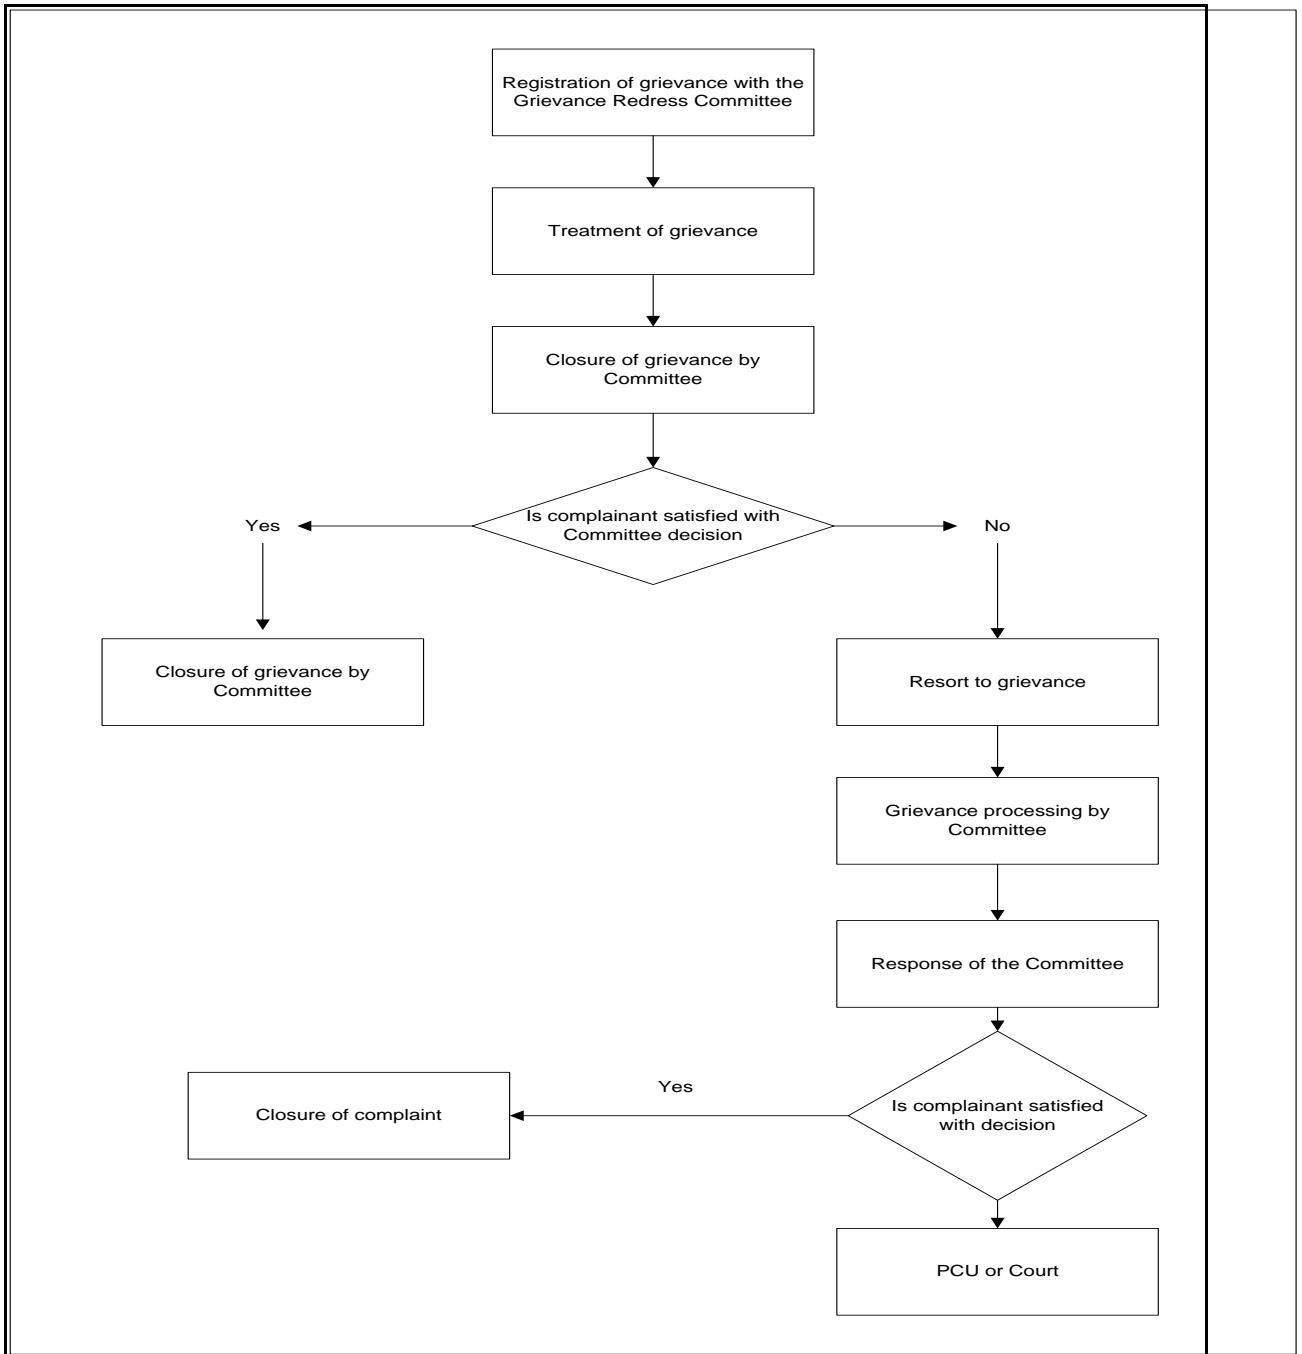 Registration of grievance with the
Grievance Redress Committee
Treatment of grievance
Closure of grievance by
Committee
Is complainant satisfied with
Committee decision
Yes
No
Closure of grievance by
Committee
Resort to grievance
Grievance processing by
Committee
Response of the Committee
Yes
Closure of complaint
Is complainant satisfied
with decision
PCU or Court